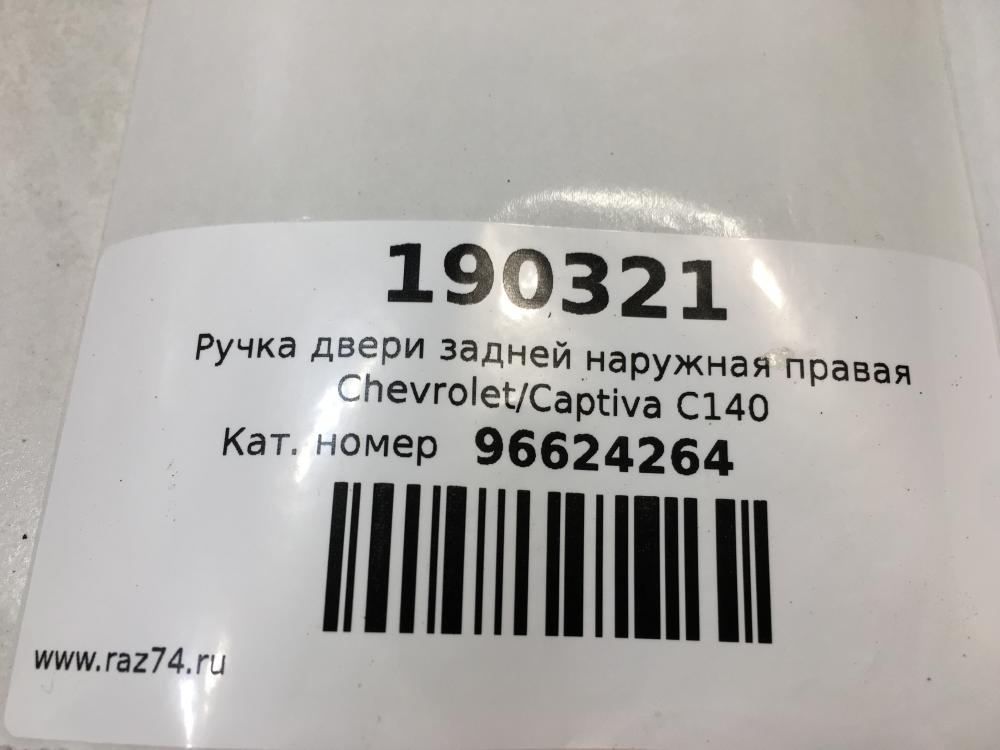 190321
Ручка двери задней наружная правая
Chevrolet/Captiva C140
Кат. номер 96624264
www.raz74.ru